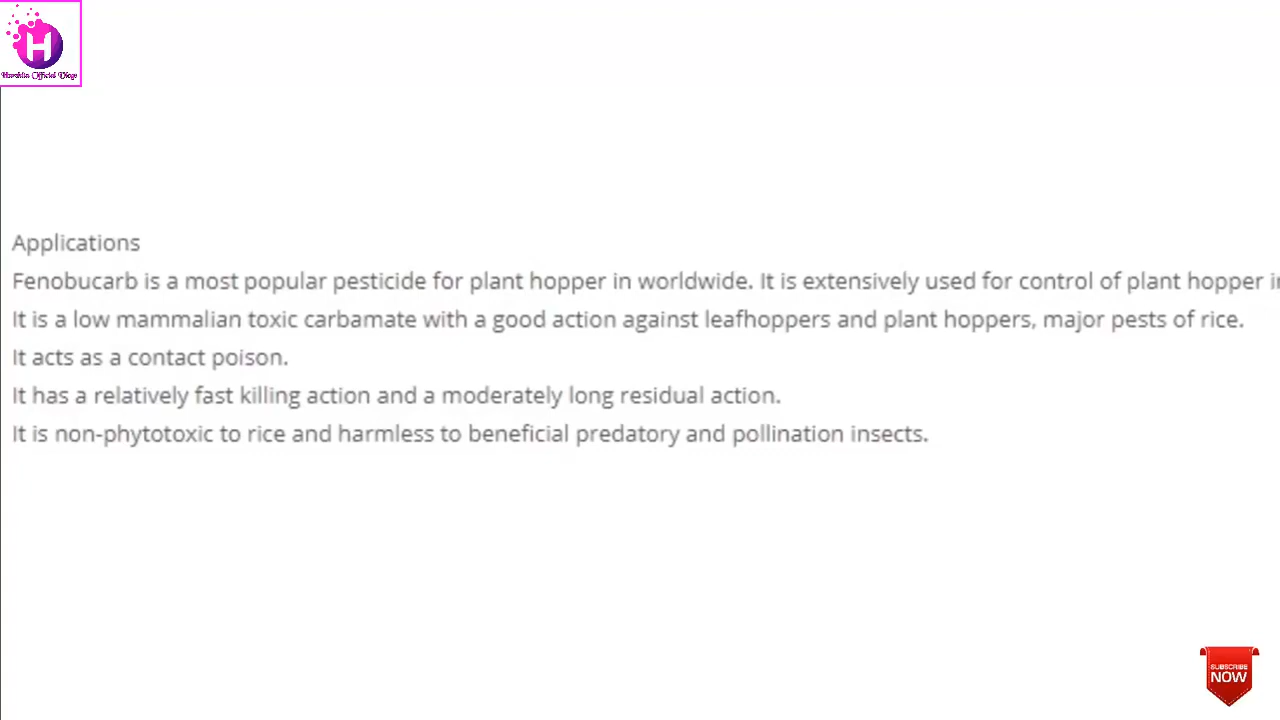 H
Harshita Official Vlogs
Applications
Fenobucarb is a most popular pesticide for plant hopper in worldwide. It is extensively used for control of plant hopper
It is a low mammalian toxic carbamate with a good action against leafhoppers and plant hoppers, major pests of rice.
It acts as a contact poison.
It has a relatively fast killing action and a moderately long residual action.
It is non-phytotoxic to rice and harmless to beneficial predatory and pollination insects.
SUBSCRIBE
NOW